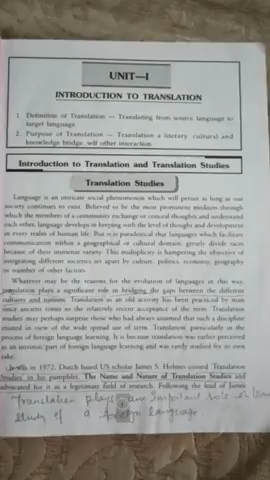 UNIT—I
INTRODUCTION TO TRANSLATION
1. Definition of Translation — Translating from source language to
target language
2. Purpose of Translation — Translation a literary cultural and
knowledge bridge, self other interaction.
Introduction to Translation and Translation Studies
Translation Studies
Language is an intricate social phenomenon which will persist as long as our
society continues to exist. Believed to be the most prominent medium through
which the members of a community exchange or conceal thoughts and understand
each other, language develops in keeping with the level of thought and development
in every realm of human life. But it is paradoxical that languages which facilitate
communication within a geographical or cultural domain, greatly divide races
because of their immense variety. This multiplicity is hampering the objective of
integrating different societies set apart by culture, politics, economy, geography
or number of other factors.
Whatever may be the reasons for the evolution of languages in this way,
translation plays a significant role in bridging the gaps between the different
cultures and nations. Translation as an old activity has been practiced by man
since ancient times so the relatively recent acceptance of the term Translation
studies may perhaps surprise those who had always assumed that such a discipline
existed in view of the wide spread use of term. Translation, particularly in the
process of foreign language learning. It is because translation was earlier perceived
as an intrinsic part of foreign language learning and was rarely studied for its own
sake.
It was in 1972, Dutch based US scholar James S. Holmes coined 'Translation
Studies' in his pamphlet, The Name and Nature of Translation Studies and
advocated for it as a legitimate field of research. Following the lead of James
Translation plays an important role in
study of a foreign language